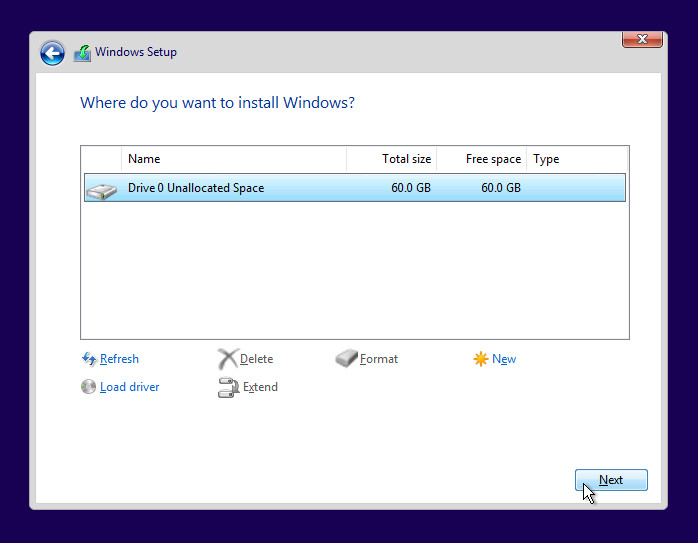 Windows Setup
Where do you want to install Windows?
Name Total size Free space Type
Drive 0 Unallocated Space 60.0 GB 60.0 GB
Refresh Delete Format New
Load driver Extend
Next